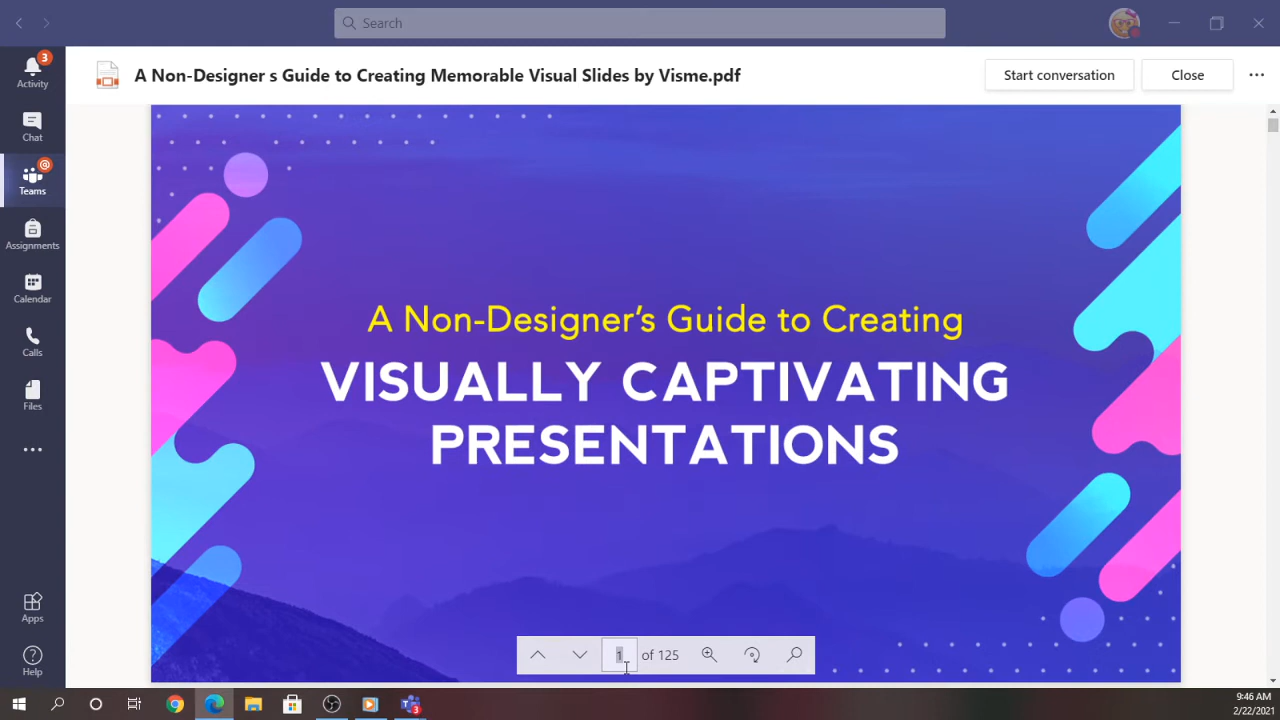 Search
3
Activity
A Non-Designer s Guide to Creating Memorable Visual Slides by Visme.pdf
Start conversation
Close
Chat
@
Teams
Assignments
Calendar
Calls
Files
Apps
Help
A Non-Designer's Guide to Creating
VISUALLY CAPTIVATING
PRESENTATIONS
1 of 125
3
9:46 AM
2/22/2021